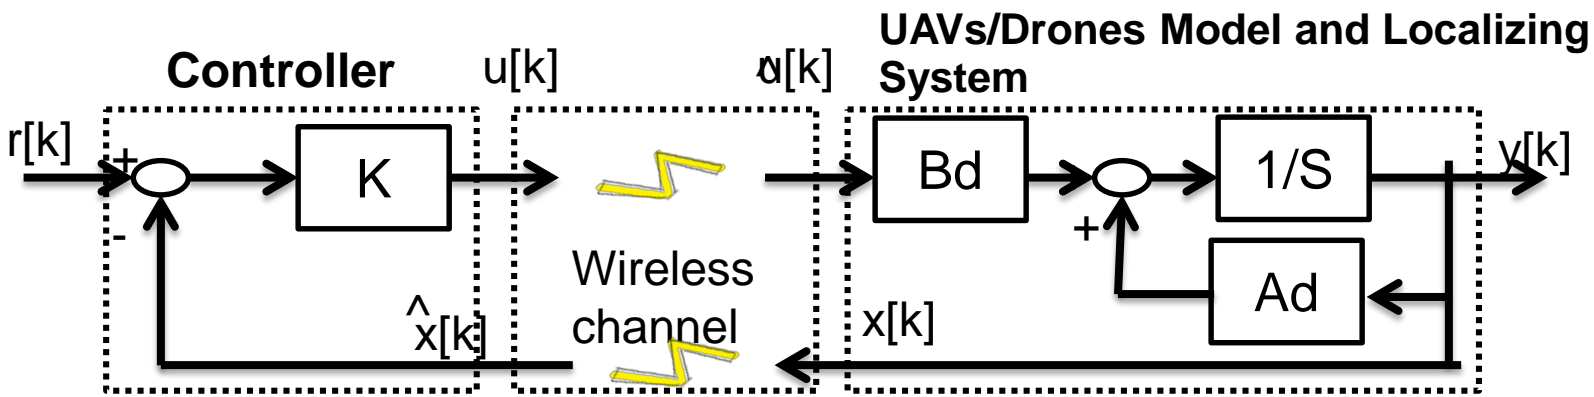 UAVs/Drones Model and Localizing
System
Controller
u[k]
^u[k]
r[k]
+
K
Bd
1/S
y[k]
-
+
Ad
Wireless
channel
^
x[k]
x[k]